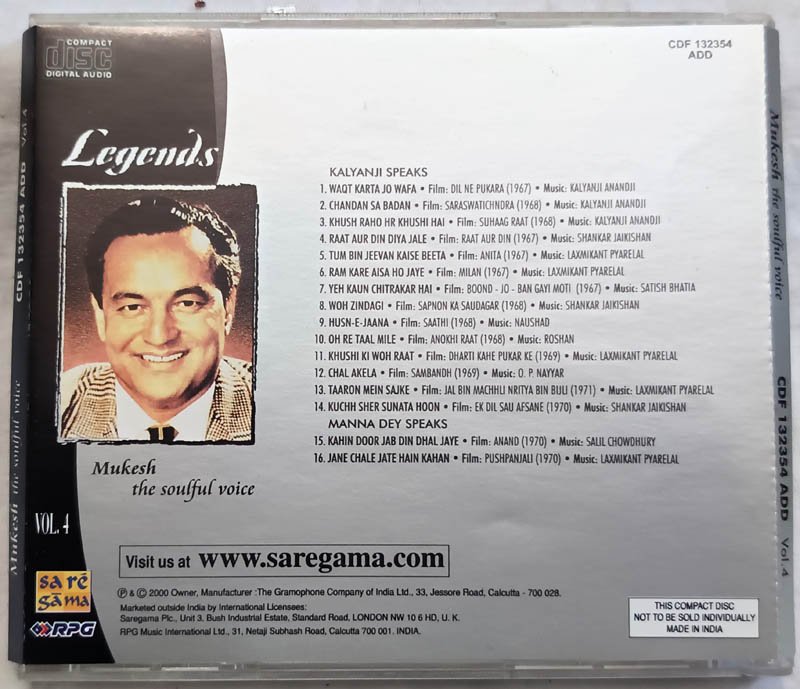 COMPACT
disc
DIGITAL AUDIO
CDF 132354
ADD
Legends
KALYANJI SPEAKS
1. WAQT KARTA JO WAFA • Film: DIL NE PUKARA (1967) • Music: KALYANJI ANANDJI
2. CHANDAN SA BADAN • Film: SARASWATICHNDRA (1968) • Music: KALYANJI ANANDJI
3. KHUSH RAHO HR KHUSHI HAI • Film: SUHAAG RAAT (1968) • Music: KALYANJI ANANDJI
4. RAAT AUR DIN DIYA JALE • Film: RAAT AUR DIN (1967) • Music: SHANKAR JAIKISHAN
5. TUM BIN JEEVAN KAISE BEETA • Film: ANITA (1967) • Music: LAXMIKANT PYARELAL
6. RAM KARE AISA HO JAYE • Film: MILAN (1967) • Music: LAXMIKANT PYARELAL
7. YEH KAUN CHITRAKAR HAI • Film: BOOND - JO - BAN GAYI MOTI (1967) • Music: SATISH BHATIA
8. WOH ZINDAGI • Film: SAPNON KA SAUDAGAR (1968) • Music: SHANKAR JAIKISHAN
9. HUSN-E-JAANA • Film: SAATHI (1968) • Music: NAUSHAD
10. OH RE TAAL MILE • Film: ANOKHI RAAT (1968) • Music: ROSHAN
11. KHUSHI KI WOH RAAT • Film: DHARTI KAHE PUKAR KE (1969) • Music: LAXMIKANT PYARELAL
12. CHAL AKELA • Film: SAMBANDH (1969) • Music: O. P. NAYYAR
13. TAARON MEIN SAJKE • Film: JAL BIN MACHHLI NRITYA BIN BIJLI (1971) • Music: LAXMIKANT PYARELAL
14. KUCHH SHER SUNATA HOON • Film: EK DIL SAU AFSANE (1970) • Music: SHANKAR JAIKISHAN
MANNA DEY SPEAKS
15. KAHIN DOOR JAB DIN DHAL JAYE • Film: ANAND (1970) • Music: SALIL CHOWDHURY
16. JANE CHALE JATE HAIN KAHAN • Film: PUSHPANJALI (1970) • Music: LAXMIKANT PYARELAL
Mukesh
the soulful voice
VOL. 4
Visit us at www.saregama.com
sa re
ga ma
RPG
℗ & © 2000 Owner, Manufacturer :The Gramophone Company of India Ltd., 33, Jessore Road, Calcutta - 700 028.
Marketed outside India by International Licensees:
Saregama Plc., Unit 3, Bush Industrial Estate, Standard Road, LONDON NW 10 6 HD, U. K.
RPG Music International Ltd., 31, Netaji Subhash Road, Calcutta 700 001. INDIA.
THIS COMPACT DISC
NOT TO BE SOLD INDIVIDUALLY
MADE IN INDIA
Mukesh the soulful voice CDF 132354 ADD Vol.4
Mukesh the soulful voice CDF 132354 ADD Vol.4